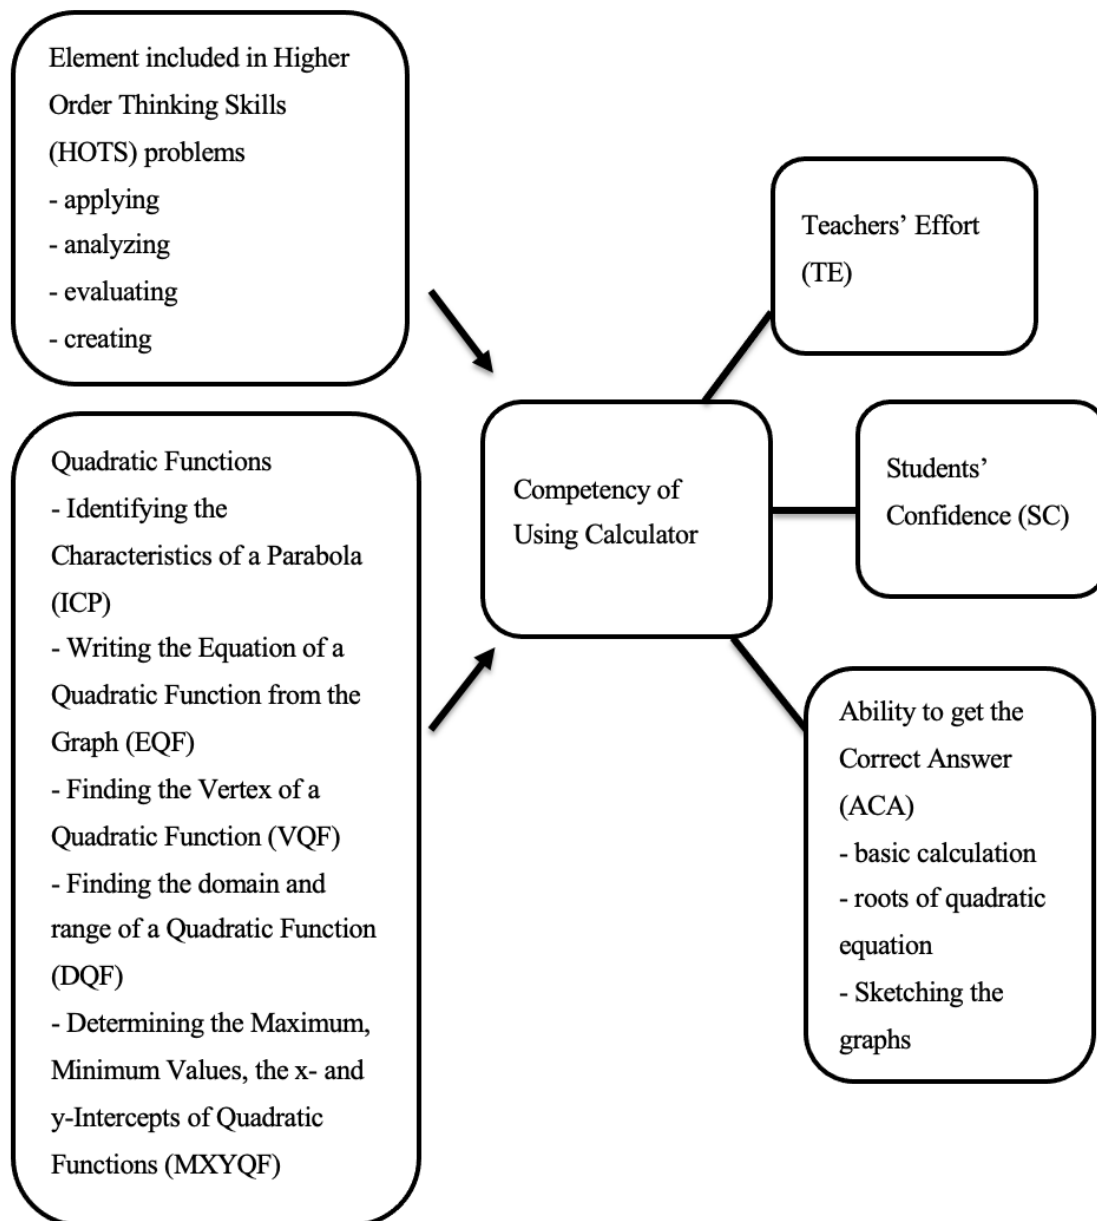 Element included in Higher
Order Thinking Skills
(HOTS) problems
- applying
- analyzing
- evaluating
- creating
Quadratic Functions
- Identifying the
Characteristics of a Parabola
(ICP)
- Writing the Equation of a
Quadratic Function from the
Graph (EQF)
- Finding the Vertex of a
Quadratic Function (VQF)
- Finding the domain and
range of a Quadratic Function
(DQF)
- Determining the Maximum,
Minimum Values, the x- and
y-Intercepts of Quadratic
Functions (MXYQF)
Competency of
Using Calculator
Teachers’ Effort
(TE)
Students’
Confidence (SC)
Ability to get the
Correct Answer
(ACA)
- basic calculation
- roots of quadratic
equation
- Sketching the
graphs